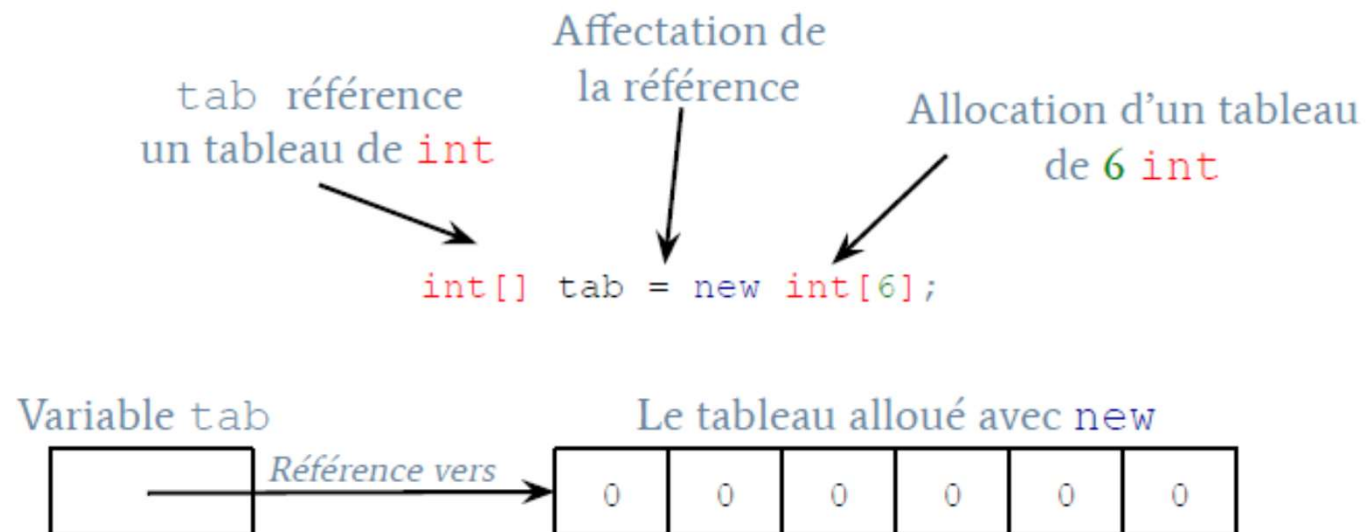 Affectation de
la référence
tab référence
un tableau de int
Allocation d’un tableau
de 6 int
int[] tab = new int[6];
Variable tab
Le tableau alloué avec new
Référence vers
0 0 0 0 0 0